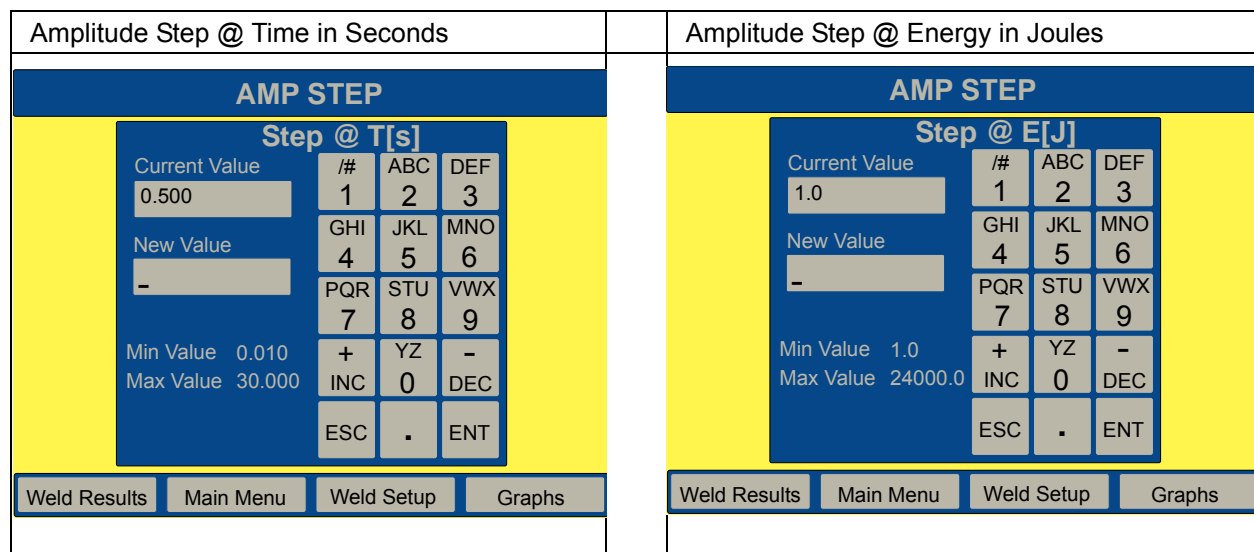 Amplitude Step @ Time in Seconds
AMP STEP
Step @ T[s]
Current Value
0.500
New Value
_
Min Value 0.010
Max Value 30.000
/# ABC DEF
1 2 3
GHI JKL MNO
4 5 6
PQR STU VWX
7 8 9
+ YZ -
INC 0 DEC
ESC . ENT
Weld Results Main Menu Weld Setup Graphs
Amplitude Step @ Energy in Joules
AMP STEP
Step @ E[J]
Current Value
1.0
New Value
_
Min Value 1.0
Max Value 24000.0
/# ABC DEF
1 2 3
GHI JKL MNO
4 5 6
PQR STU VWX
7 8 9
+ YZ -
INC 0 DEC
ESC . ENT
Weld Results Main Menu Weld Setup Graphs